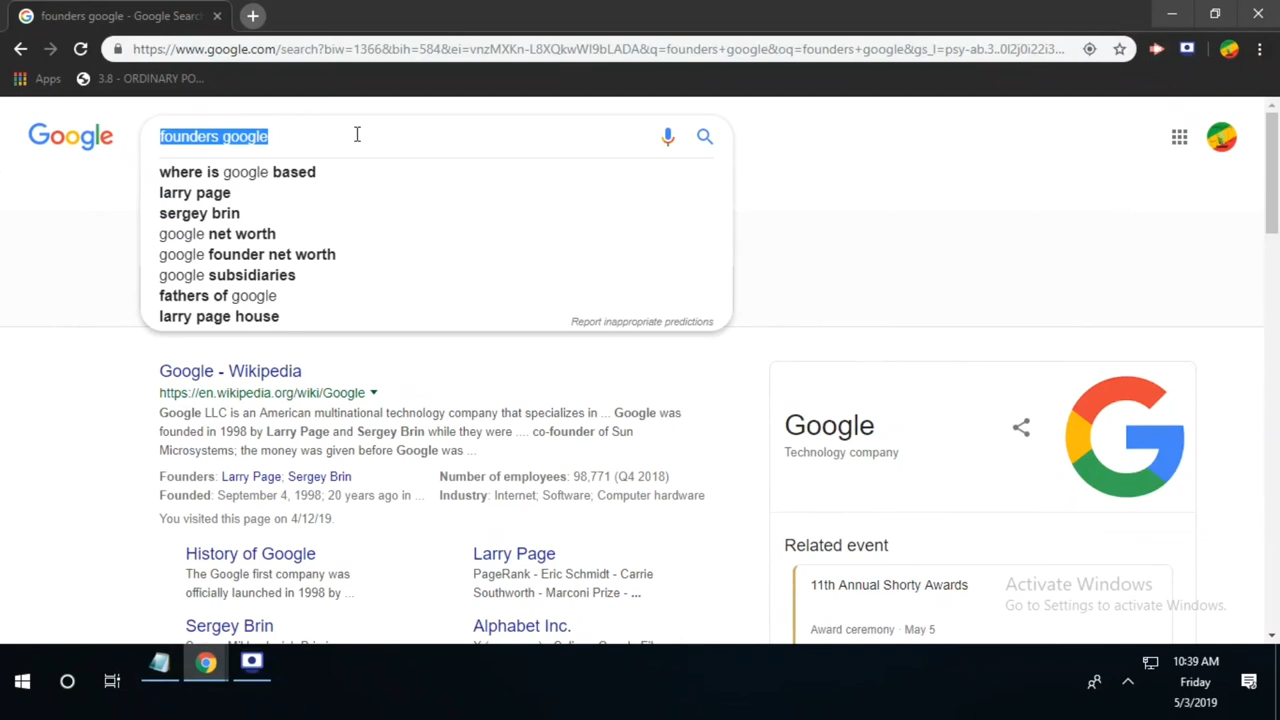 founders google - Google Searc
https://www.google.com/search?biw=1366&bih=584&ei=vnzMXKn-L8XQkwWI9bLADA&q=founders+google&oq=founders+google&gs_l=psy-ab.3..0l2j0i22i3...
Apps
3.8 - ORDINARY PO...
Google
founders google
where is google based
larry page
sergey brin
google net worth
google founder net worth
google subsidiaries
fathers of google
larry page house
Report inappropriate predictions
Google - Wikipedia
https://en.wikipedia.org/wiki/Google
Google LLC is an American multinational technology company that specializes in ... Google was
founded in 1998 by Larry Page and Sergey Brin while they were .... co-founder of Sun
Microsystems; the money was given before Google was ...
Founders: Larry Page; Sergey Brin
Number of employees: 98,771 (Q4 2018)
Founded: September 4, 1998; 20 years ago in ...
Industry: Internet; Software; Computer hardware
You visited this page on 4/12/19.
History of Google
The Google first company was
officially launched in 1998 by ...
Larry Page
PageRank - Eric Schmidt - Carrie
Southworth - Marconi Prize - ...
Sergey Brin
Alphabet Inc.
Google
Technology company
Related event
11th Annual Shorty Awards
Award ceremony · May 5
Activate Windows
Go to Settings to activate Windows.
10:39 AM
Friday
5/3/2019